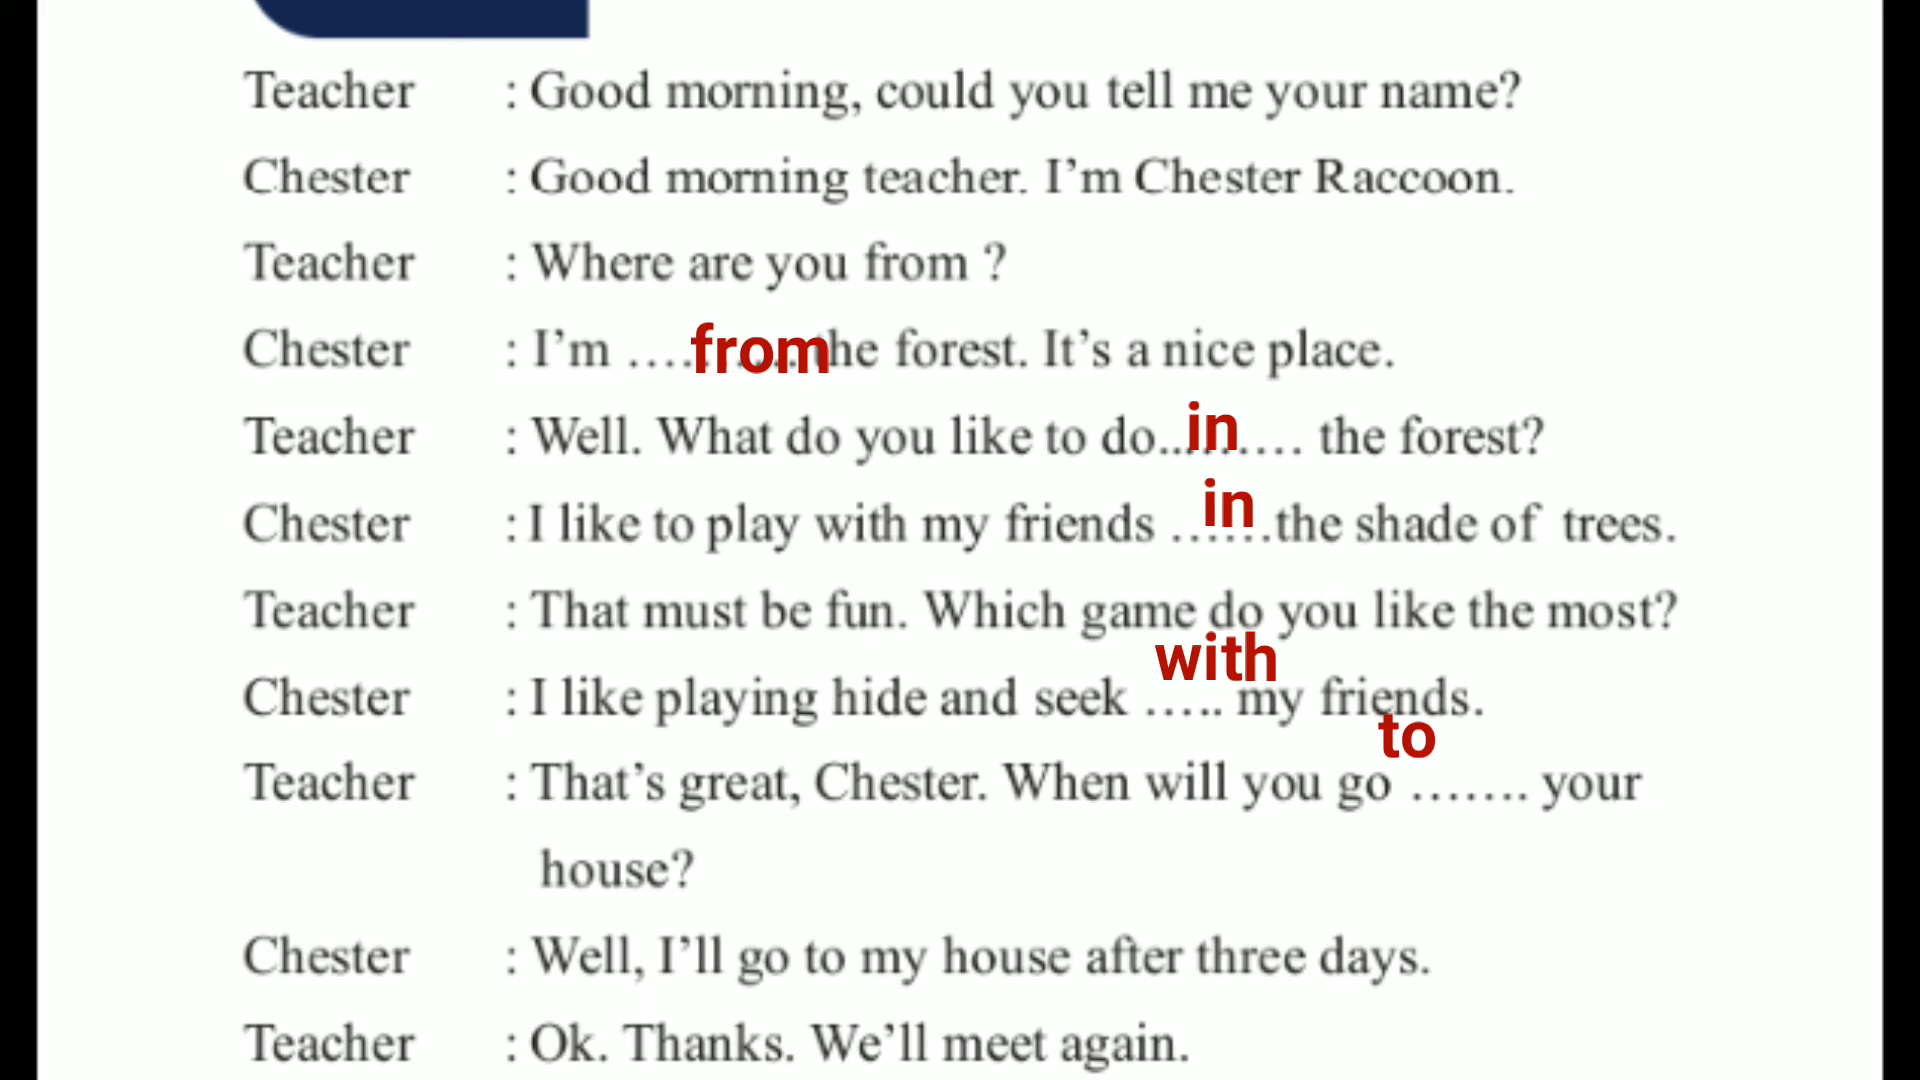 Teacher : Good morning, could you tell me your name?
Chester : Good morning teacher. I'm Chester Raccoon.
Teacher : Where are you from ?
Chester : I'm .... from ..the forest. It's a nice place.
Teacher : Well. What do you like to do.. in .... the forest?
Chester : I like to play with my friends ... in ...the shade of trees.
Teacher : That must be fun. Which game do you like the most?
Chester : I like playing hide and seek with ..... my friends.
Teacher : That's great, Chester. When will you go to ....... your
house?
Chester : Well, I'll go to my house after three days.
Teacher : Ok. Thanks. We'll meet again.